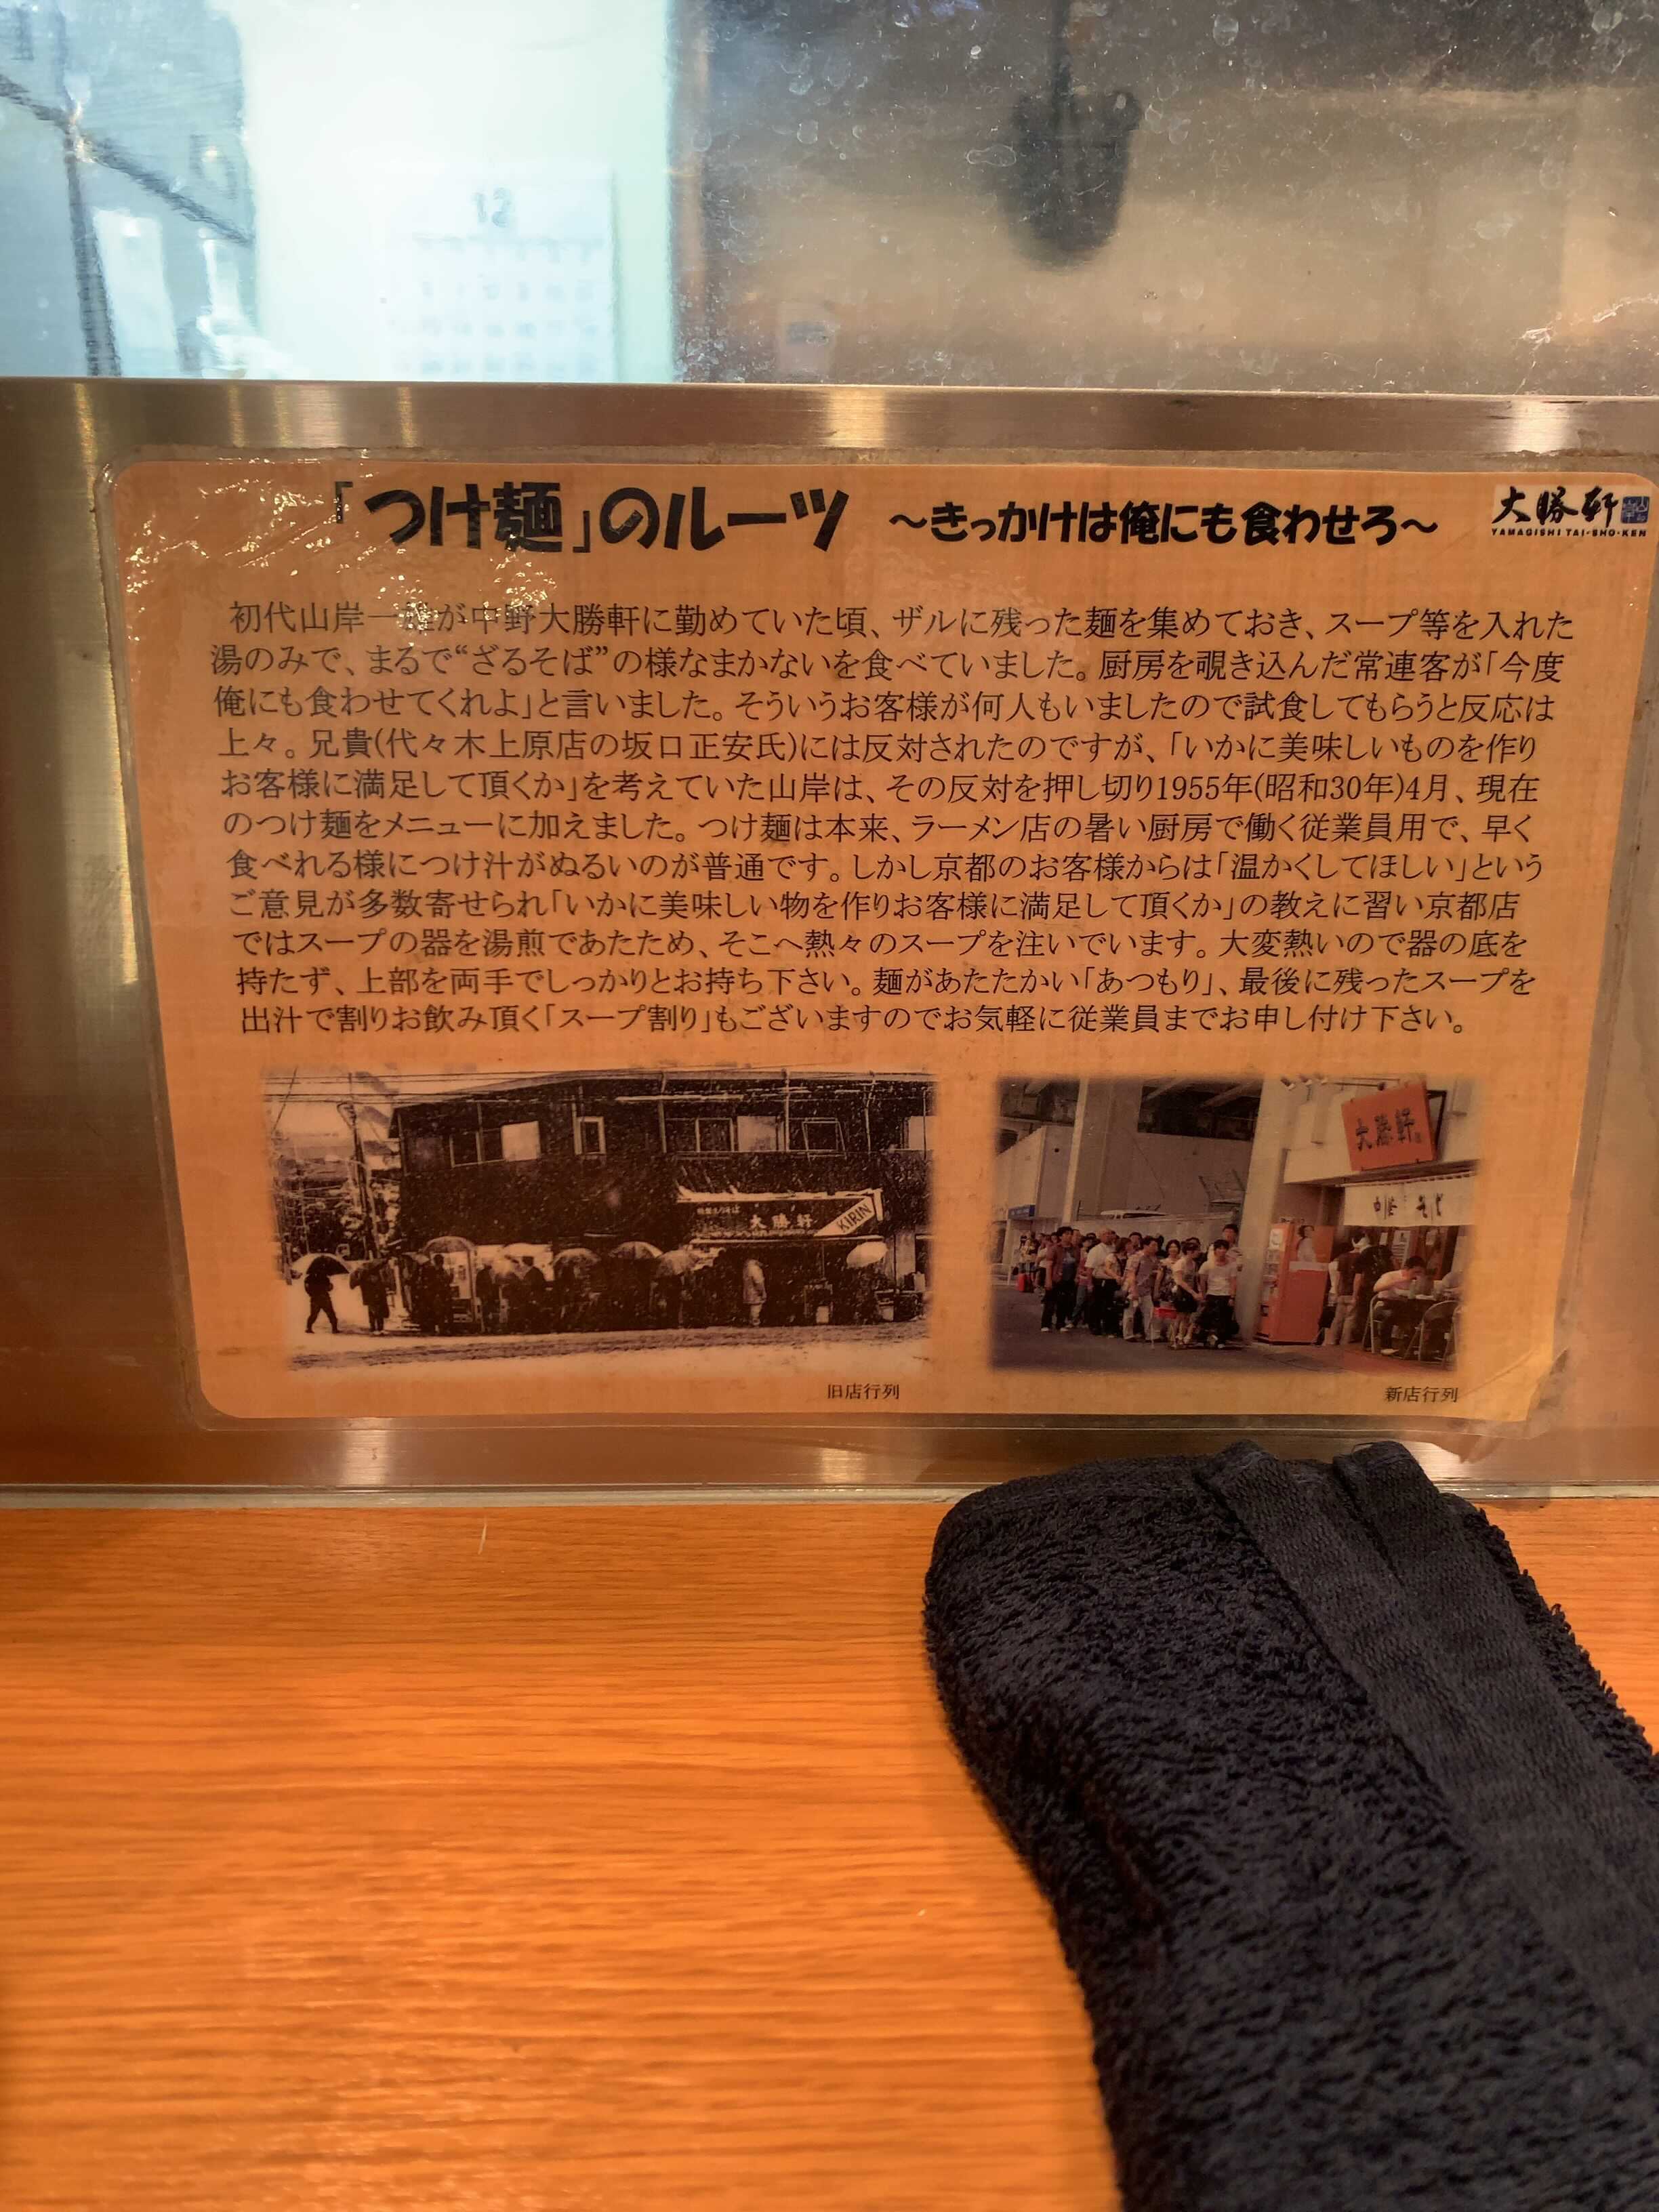 「つけ麺」のルーツ ～きっかけは俺にも食わせろ～
大勝軒
YAMAGISHI TAI-SHO-KEN
初代山岸一雄が中野大勝軒に勤めていた頃、ザルに残った麺を集めておき、スープ等を入れた
湯のみで、まるで“ざるそば”の様なまかないを食べていました。厨房を覗き込んだ常連客が「今度
俺にも食わせてくれよ」と言いました。そういうお客様が何人もいましたので試食してもらうと反応は
上々。兄貴(代々木上原店の坂口正安氏)には反対されたのですが、「いかに美味しいものを作り
お客様に満足して頂くか」を考えていた山岸は、その反対を押し切り1955年(昭和30年)4月、現在
のつけ麺をメニューに加えました。つけ麺は本来、ラーメン店の暑い厨房で働く従業員用で、早く
食べれる様につけ汁がぬるいのが普通です。しかし京都のお客様からは「温かくしてほしい」という
ご意見が多数寄せられ「いかに美味しい物を作りお客様に満足して頂くか」の教えに習い京都店
ではスープの器を湯煎であたため、そこへ熱々のスープを注いでいます。大変熱いので器の底を
持たず、上部を両手でしっかりとお持ち下さい。麺があたたかい「あつもり」、最後に残ったスープを
出汁で割りお飲み頂く「スープ割り」もございますのでお気軽に従業員までお申し付け下さい。
大勝軒
KIRIN
大勝軒
旧店行列
新店行列
12